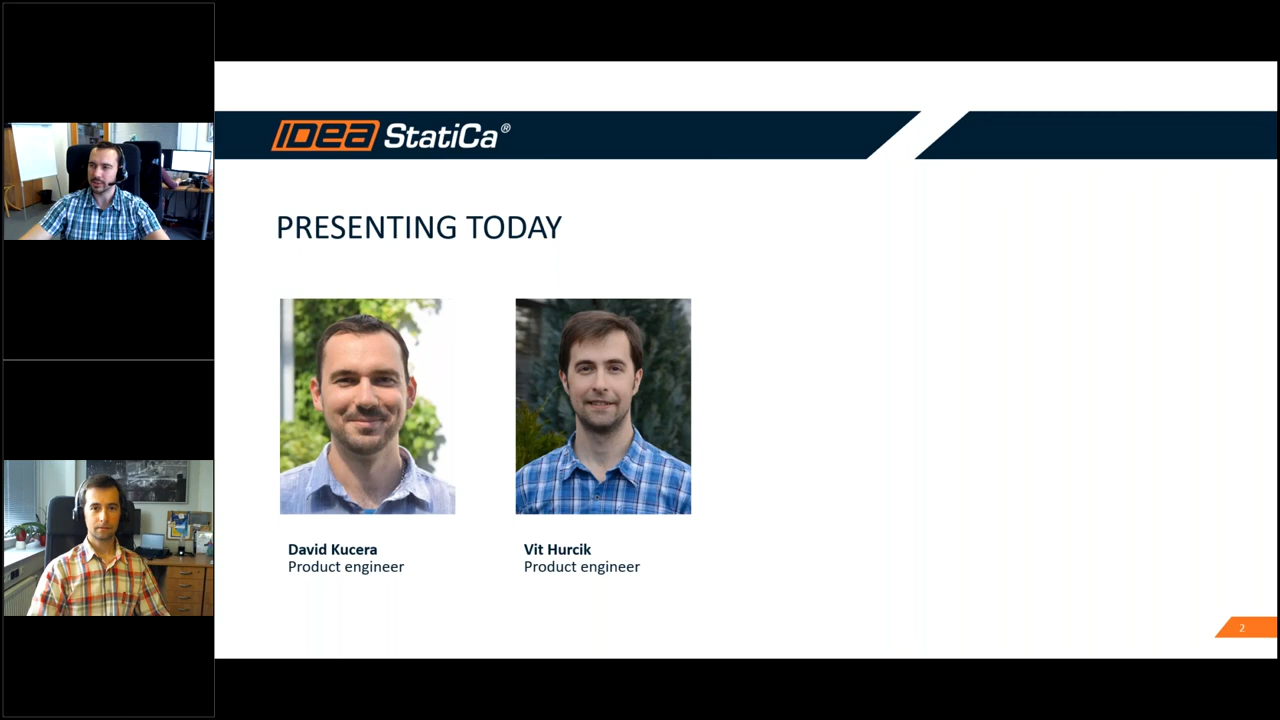 IDEA StatiCa®
PRESENTING TODAY
David Kucera
Product engineer
Vit Hurcik
Product engineer
2